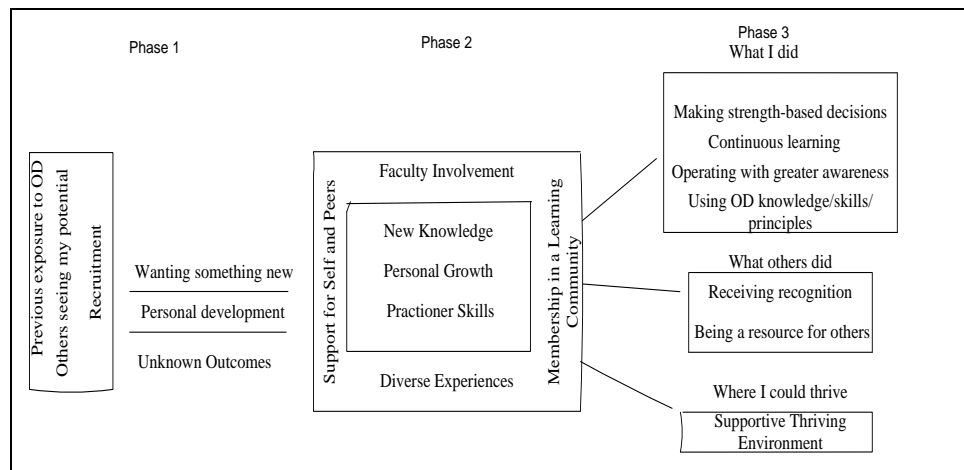 Phase 1
Previous exposure to OD
Others seeing my potential
Recruitment
Wanting something new
Personal development
Unknown Outcomes
Phase 2
Support for Self and Peers
Faculty Involvement
New Knowledge
Personal Growth
Practioner Skills
Diverse Experiences
Membership in a Learning
Community
Phase 3
What I did
Making strength-based decisions
Continuous learning
Operating with greater awareness
Using OD knowledge/skills/
principles
What others did
Receiving recognition
Being a resource for others
Where I could thrive
Supportive Thriving
Environment